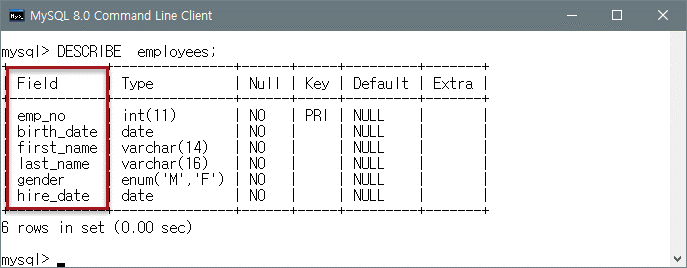 MySQL 8.0 Command Line Client
mysql> DESCRIBE employees;
+------------+---------------+------+-----+---------+-------+
| Field | Type | Null | Key | Default | Extra |
+------------+---------------+------+-----+---------+-------+
| emp_no | int(11) | NO | PRI | NULL | |
| birth_date | date | NO | | NULL | |
| first_name | varchar(14) | NO | | NULL | |
| last_name | varchar(16) | NO | | NULL | |
| gender | enum('M','F') | NO | | NULL | |
| hire_date | date | NO | | NULL | |
+------------+---------------+------+-----+---------+-------+
6 rows in set (0.00 sec)
mysql>